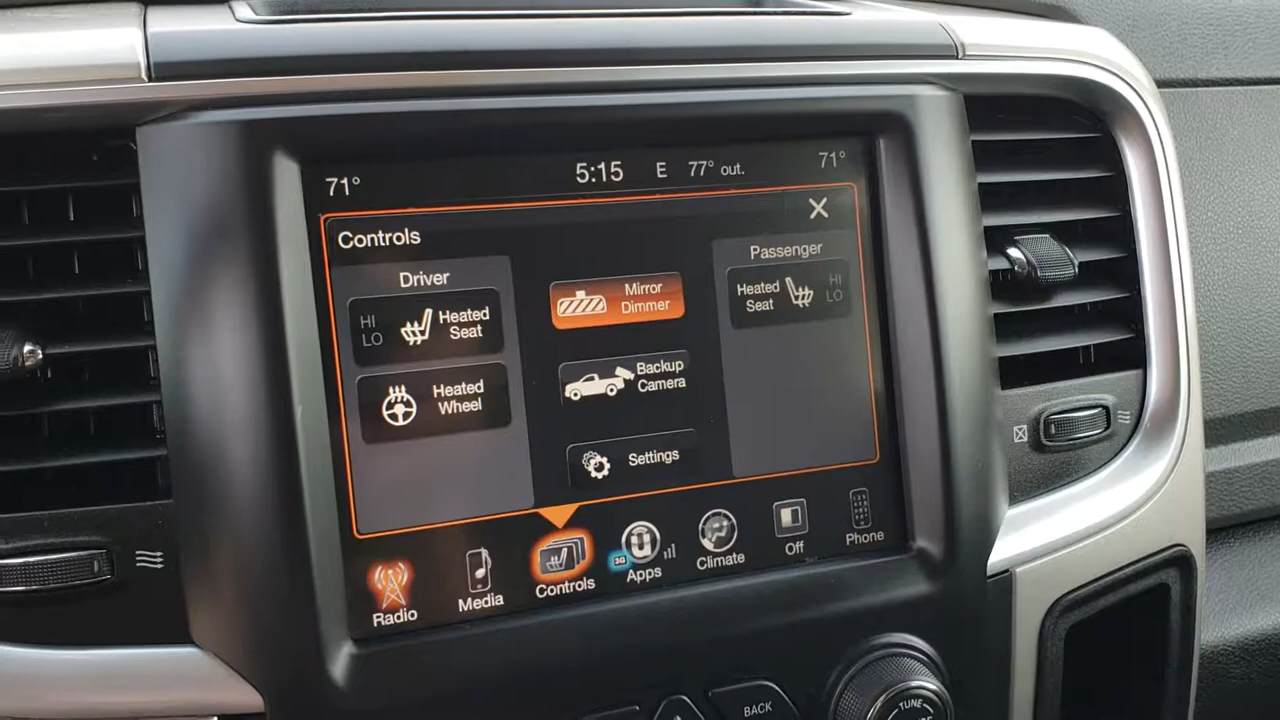 71° 5:15 E 77° out. 71°
Controls
Driver
HI
LO
Heated
Seat
Heated
Wheel
Mirror
Dimmer
Backup
Camera
Settings
Passenger
Heated
Seat
HI
LO
Radio
Media
Controls
3G
Apps
Climate
Off
Phone
BACK
TUNE